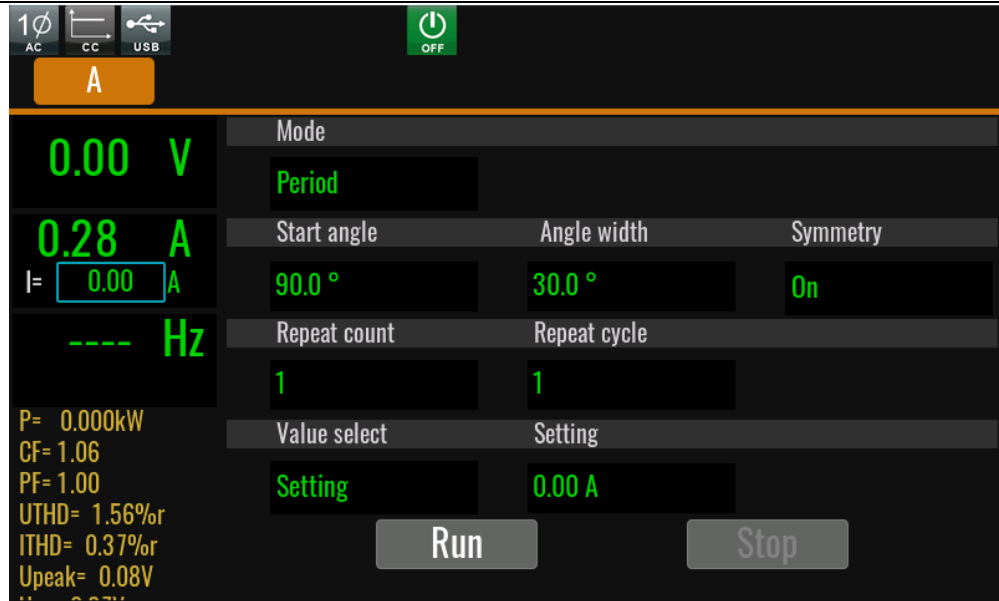 1Ø AC CC USB OFF
A
0.00 V
0.28 A
I= 0.00 A
---- Hz
P= 0.000kW
CF= 1.06
PF= 1.00
UTHD= 1.56%r
ITHD= 0.37%r
Upeak= 0.08V
Mode
Period
Start angle Angle width Symmetry
90.0 ° 30.0 ° On
Repeat count Repeat cycle
1 1
Value select Setting
Setting 0.00 A
Run Stop